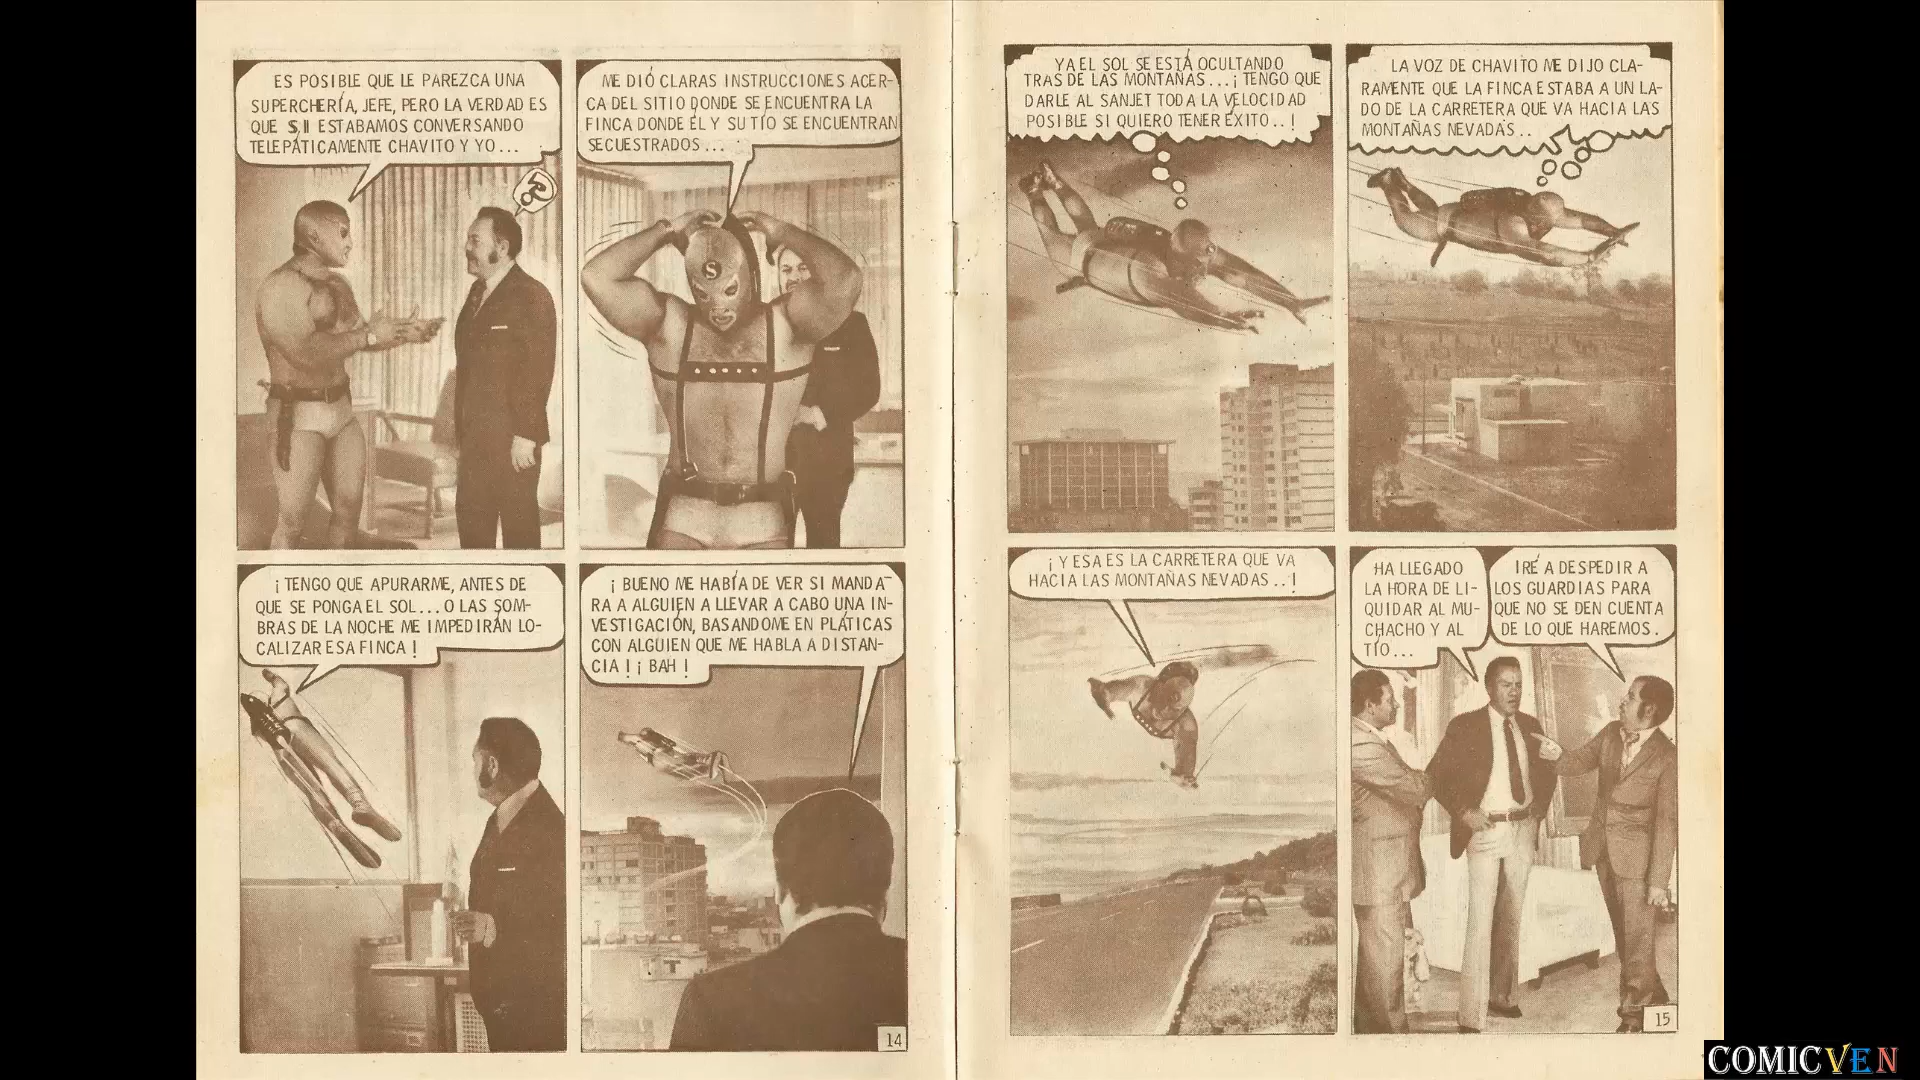 ES POSIBLE QUE LE PAREZCA UNA
SUPERCHERÍA, JEFE, PERO LA VERDAD ES
QUE SI ESTABAMOS CONVERSANDO
TELEPÁTICAMENTE CHAVITO Y YO...
?
ME DIÓ CLARAS INSTRUCCIONES ACER-
CA DEL SITIO DONDE SE ENCUENTRA LA
FINCA DONDE ÉL Y SU TÍO SE ENCUENTRAN
SECUESTRADOS...
S
¡TENGO QUE APURARME, ANTES DE
QUE SE PONGA EL SOL...O LAS SOM-
BRAS DE LA NOCHE ME IMPEDIRÁN LO-
CALIZAR ESA FINCA!
¡BUENO ME HABÍA DE VER SI MANDA-
RA A ALGUIEN A LLEVAR A CABO UNA IN-
VESTIGACIÓN, BASANDOME EN PLÁTICAS
CON ALGUIEN QUE ME HABLA A DISTAN-
CIA! ¡BAH!
14
YA EL SOL SE ESTÁ OCULTANDO
TRAS DE LAS MONTAÑAS...¡TENGO QUE
DARLE AL SANJET TODA LA VELOCIDAD
POSIBLE SI QUIERO TENER EXITO..!
LA VOZ DE CHAVITO ME DIJO CLA-
RAMENTE QUE LA FINCA ESTABA A UN LA-
DO DE LA CARRETERA QUE VA HACIA LAS
MONTAÑAS NEVADAS..
¡Y ESA ES LA CARRETERA QUE VA
HACIA LAS MONTAÑAS NEVADAS..!
HA LLEGADO
LA HORA DE LI-
QUIDAR AL MU-
CHACHO Y AL
TÍO...
IRÉ A DESPEDIR A
LOS GUARDIAS PARA
QUE NO SE DEN CUENTA
DE LO QUE HAREMOS.
15
COMICVEN